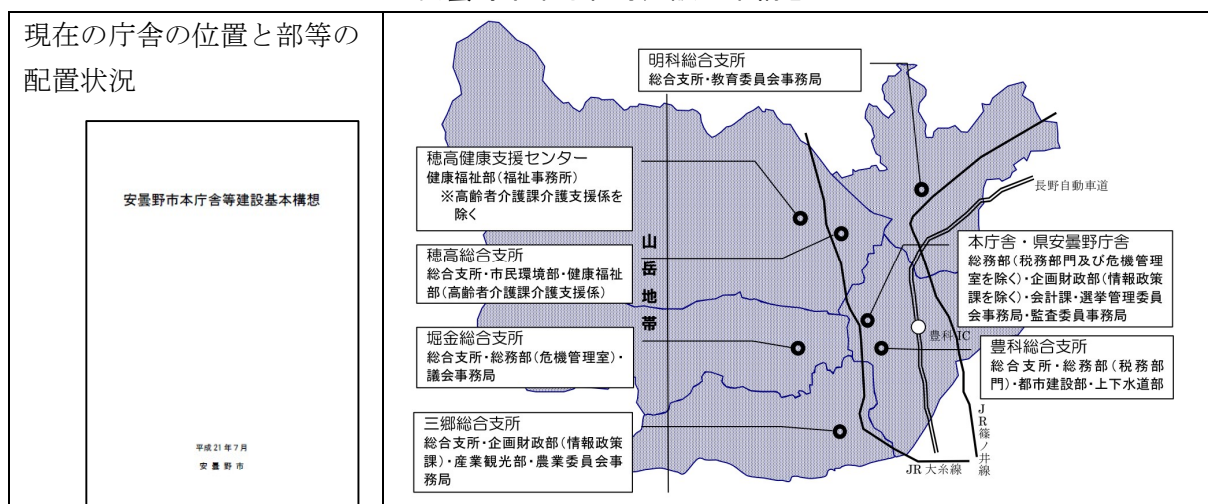 現在の庁舎の位置と部等の
配置状況
安曇野市本庁舎等建設基本構想
平成21年7月
安曇野市
明科総合支所
総合支所・教育委員会事務局
穂高健康支援センター
健康福祉部(福祉事務所)
※高齢者介護課介護支援係を
除く
穂高総合支所
総合支所・市民環境部・健康福祉
部(高齢者介護課介護支援係)
堀金総合支所
総合支所・総務部(危機管理室)・
議会事務局
三郷総合支所
総合支所・企画財政部(情報政策
課)・産業観光部・農業委員会事
務局
山岳地帯
長野自動車道
本庁舎・県安曇野庁舎
総務部(税務部門及び危機管理
室を除く)・企画財政部(情報政策
課を除く)・会計課・選挙管理委員
会事務局・監査委員事務局
豊科IC
豊科総合支所
総合支所・総務部(税務部
門)・都市建設部・上下水道部
JR篠ノ井線
JR大糸線